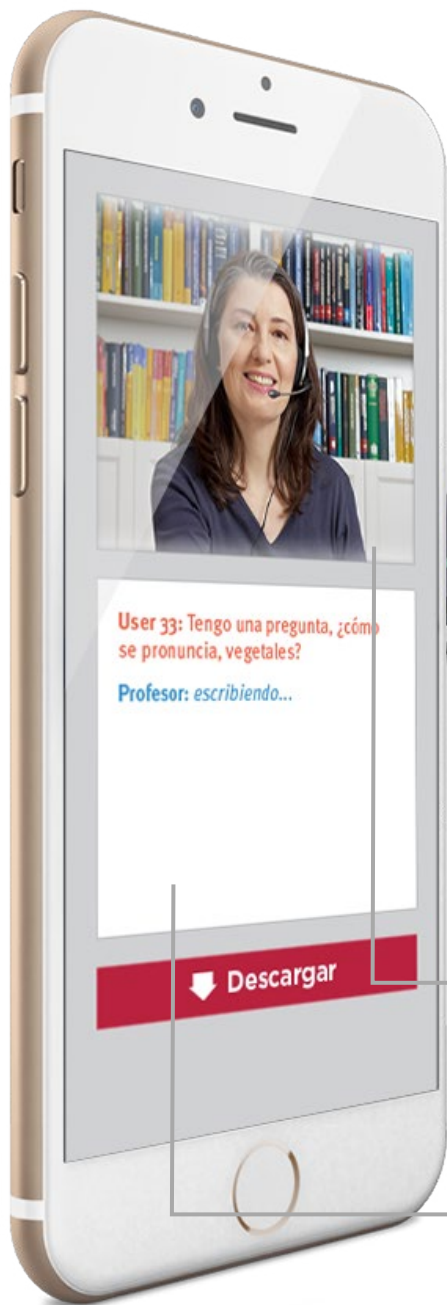 User 33: Tengo una pregunta, ¿cómo
se pronuncia, vegetales?
Profesor: escribiendo...
Descargar